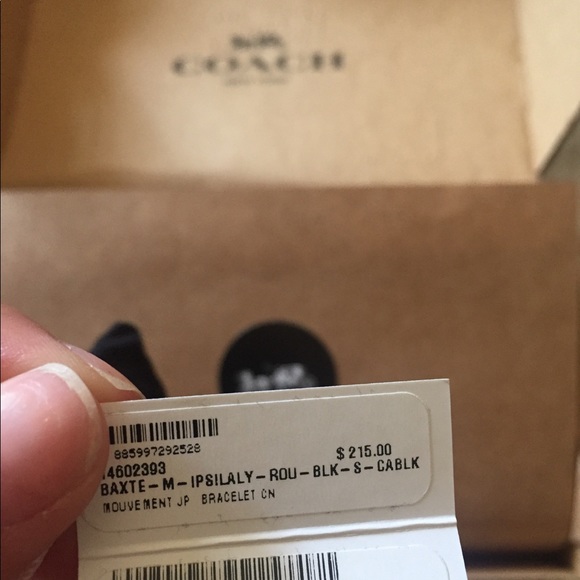 COACH
885997292528
14602393 $ 215.00
BAXTE-M-IPSILALY-ROU-BLK-S-CABLK
MOUVEMENT JP BRACELET CN